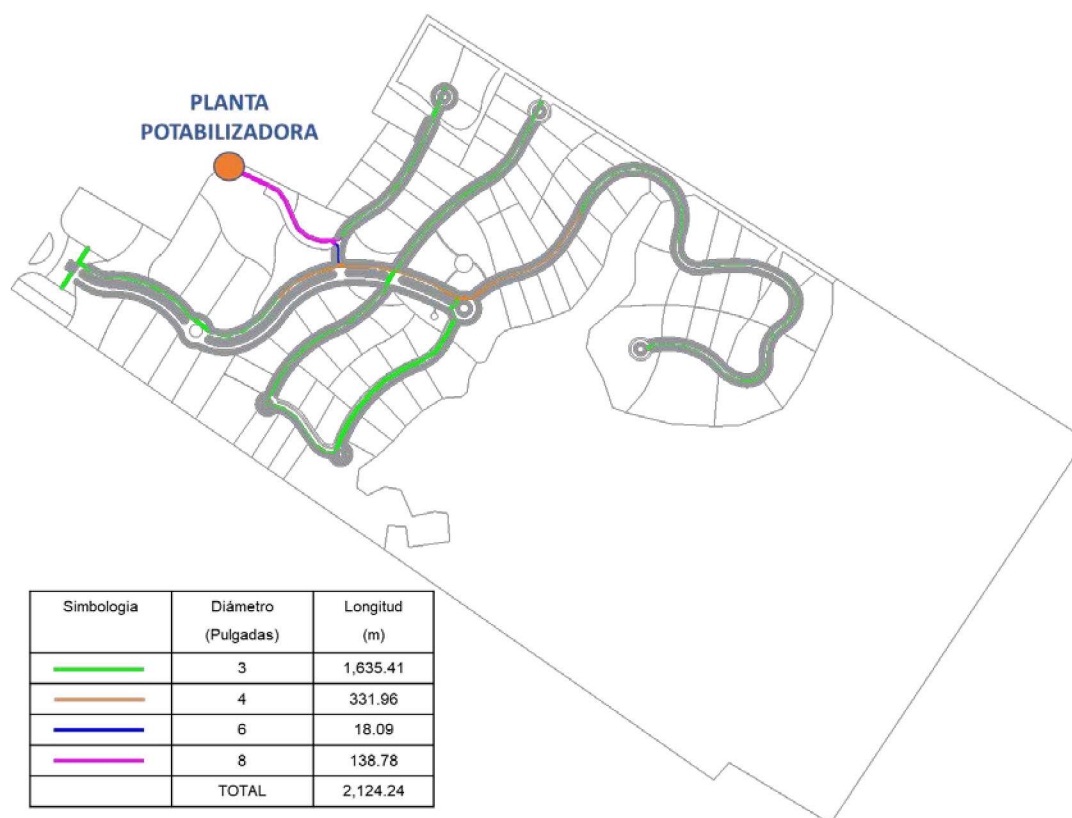 PLANTA
POTABILIZADORA
Simbologia Diámetro (Pulgadas) Longitud (m)
3 1,635.41
4 331.96
6 18.09
8 138.78
TOTAL 2,124.24